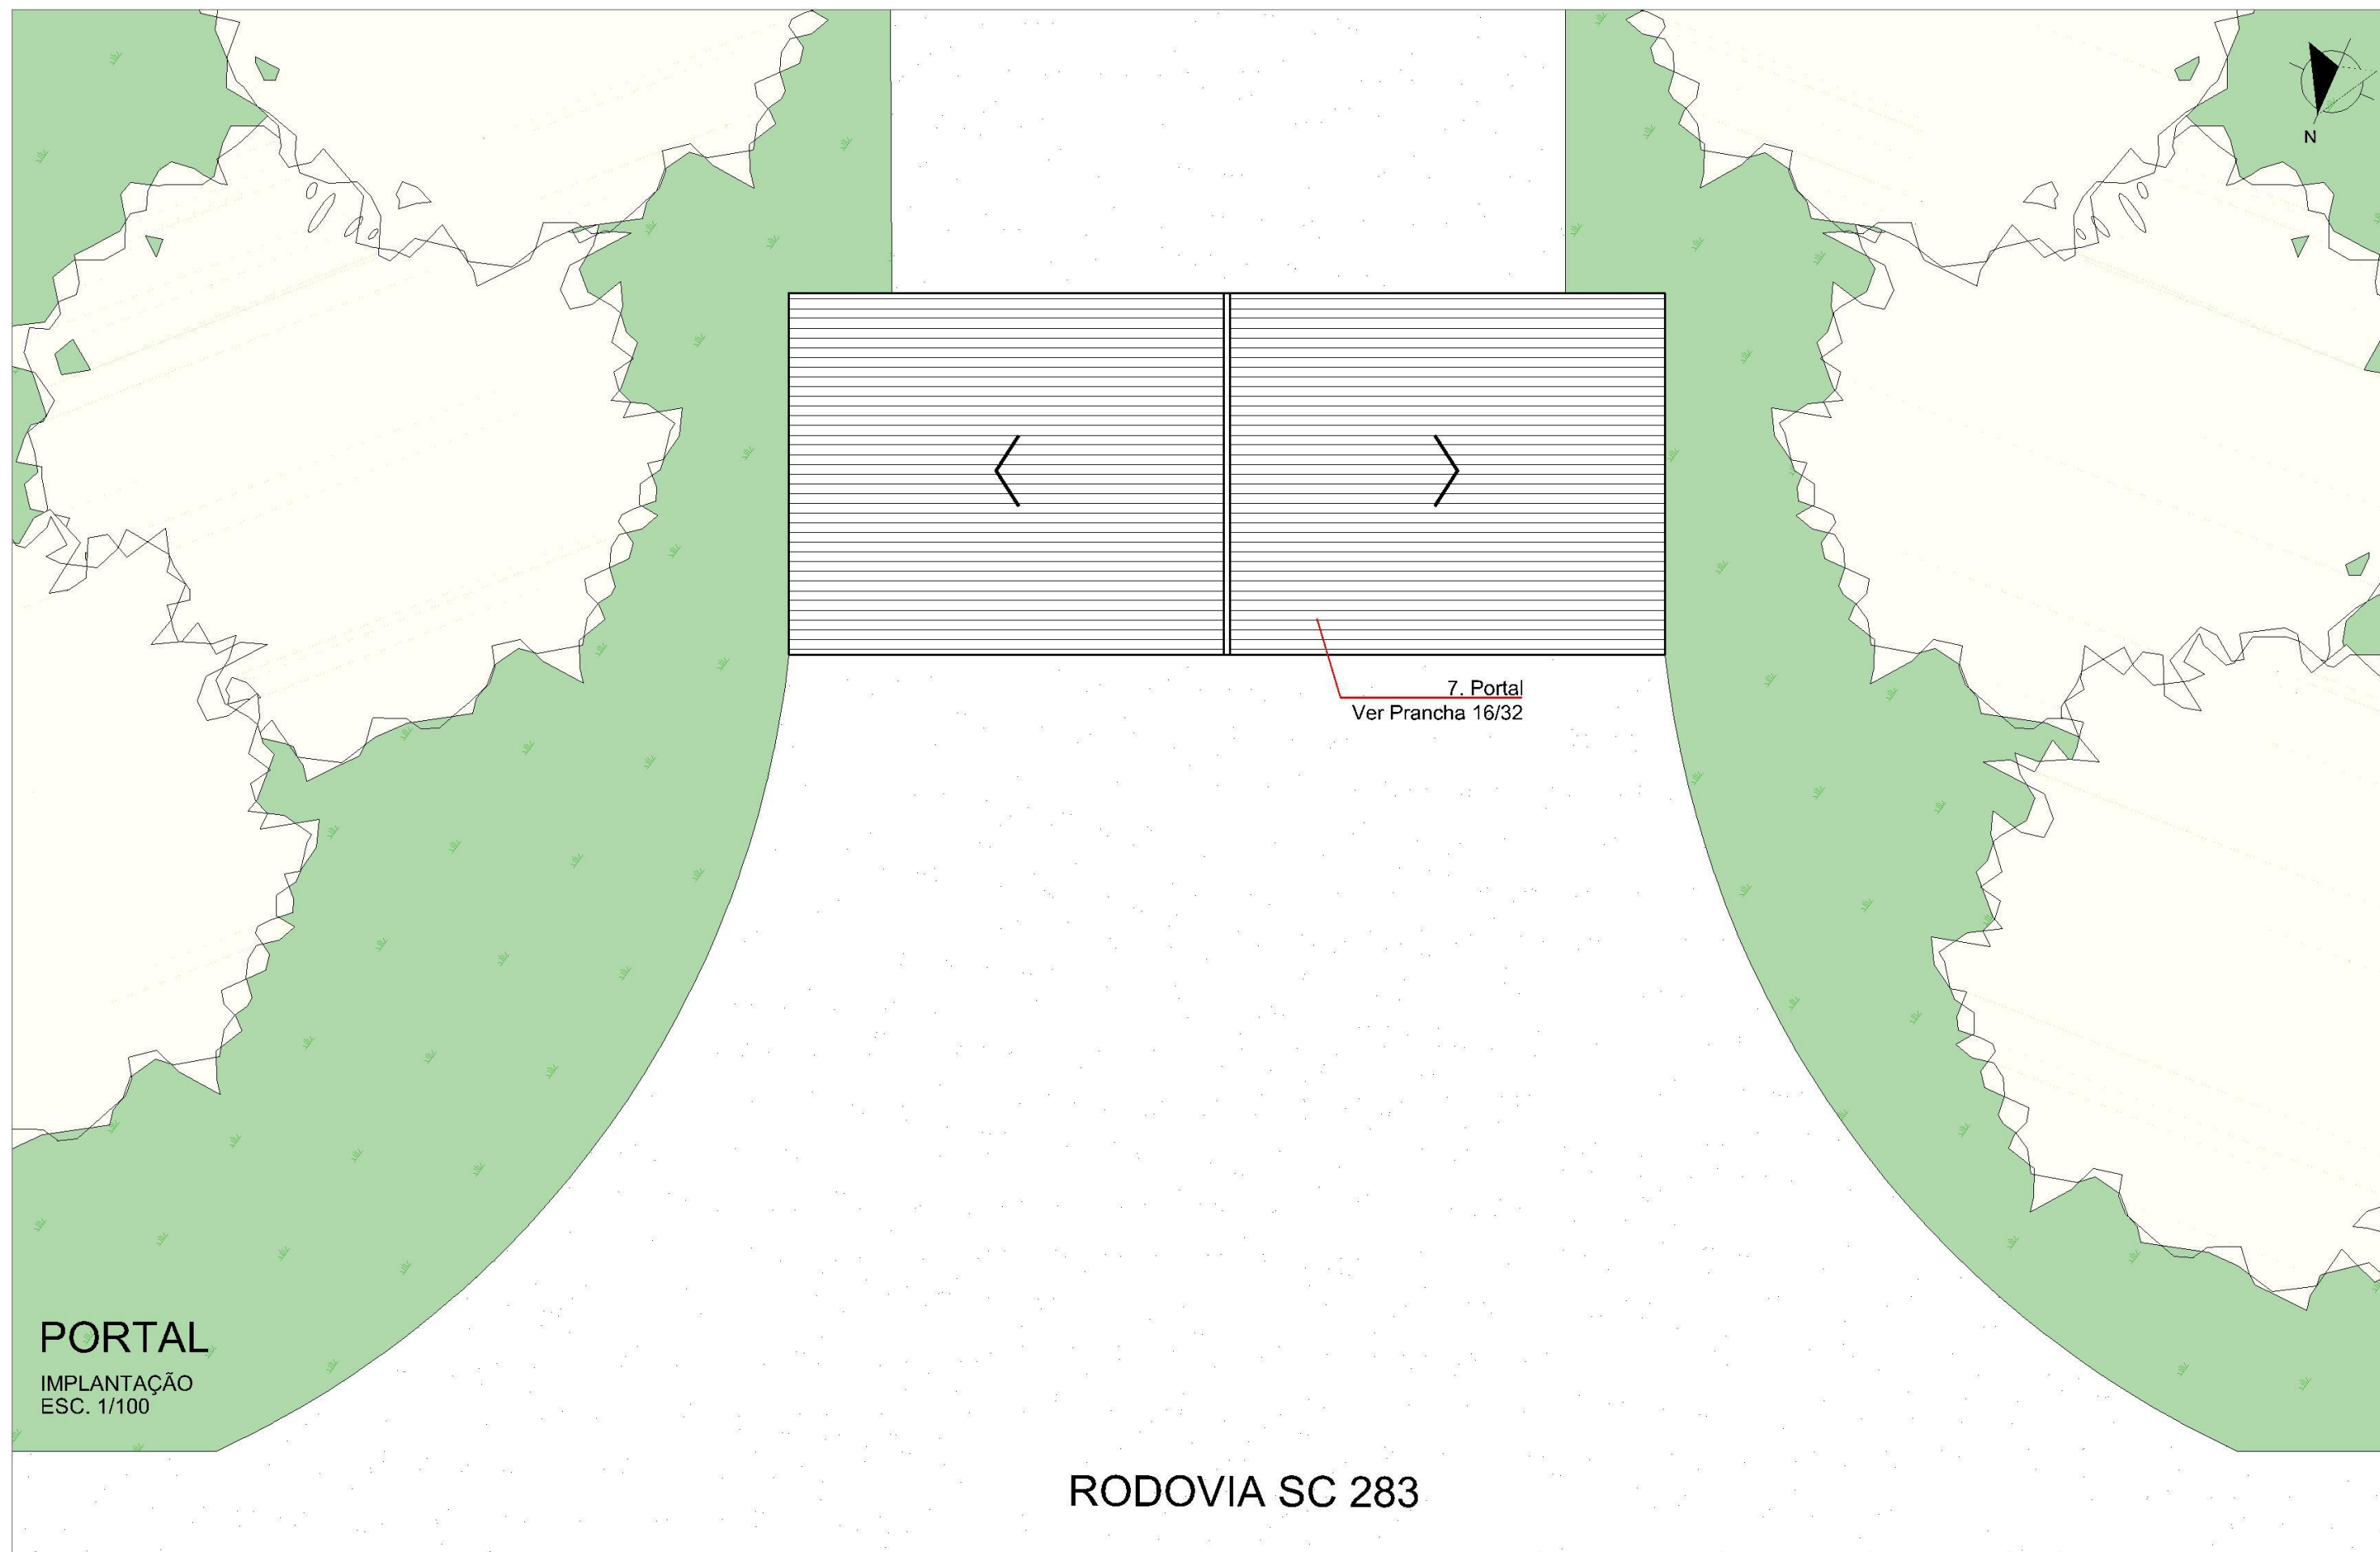 N
7. Portal
Ver Prancha 16/32
PORTAL
IMPLANTAÇÃO
ESC. 1/100
RODOVIA SC 283